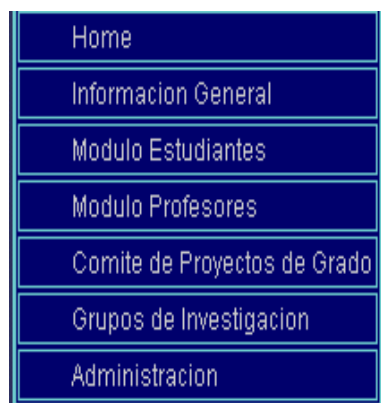 Home
Informacion General
Modulo Estudiantes
Modulo Profesores
Comite de Proyectos de Grado
Grupos de Investigacion
Administracion